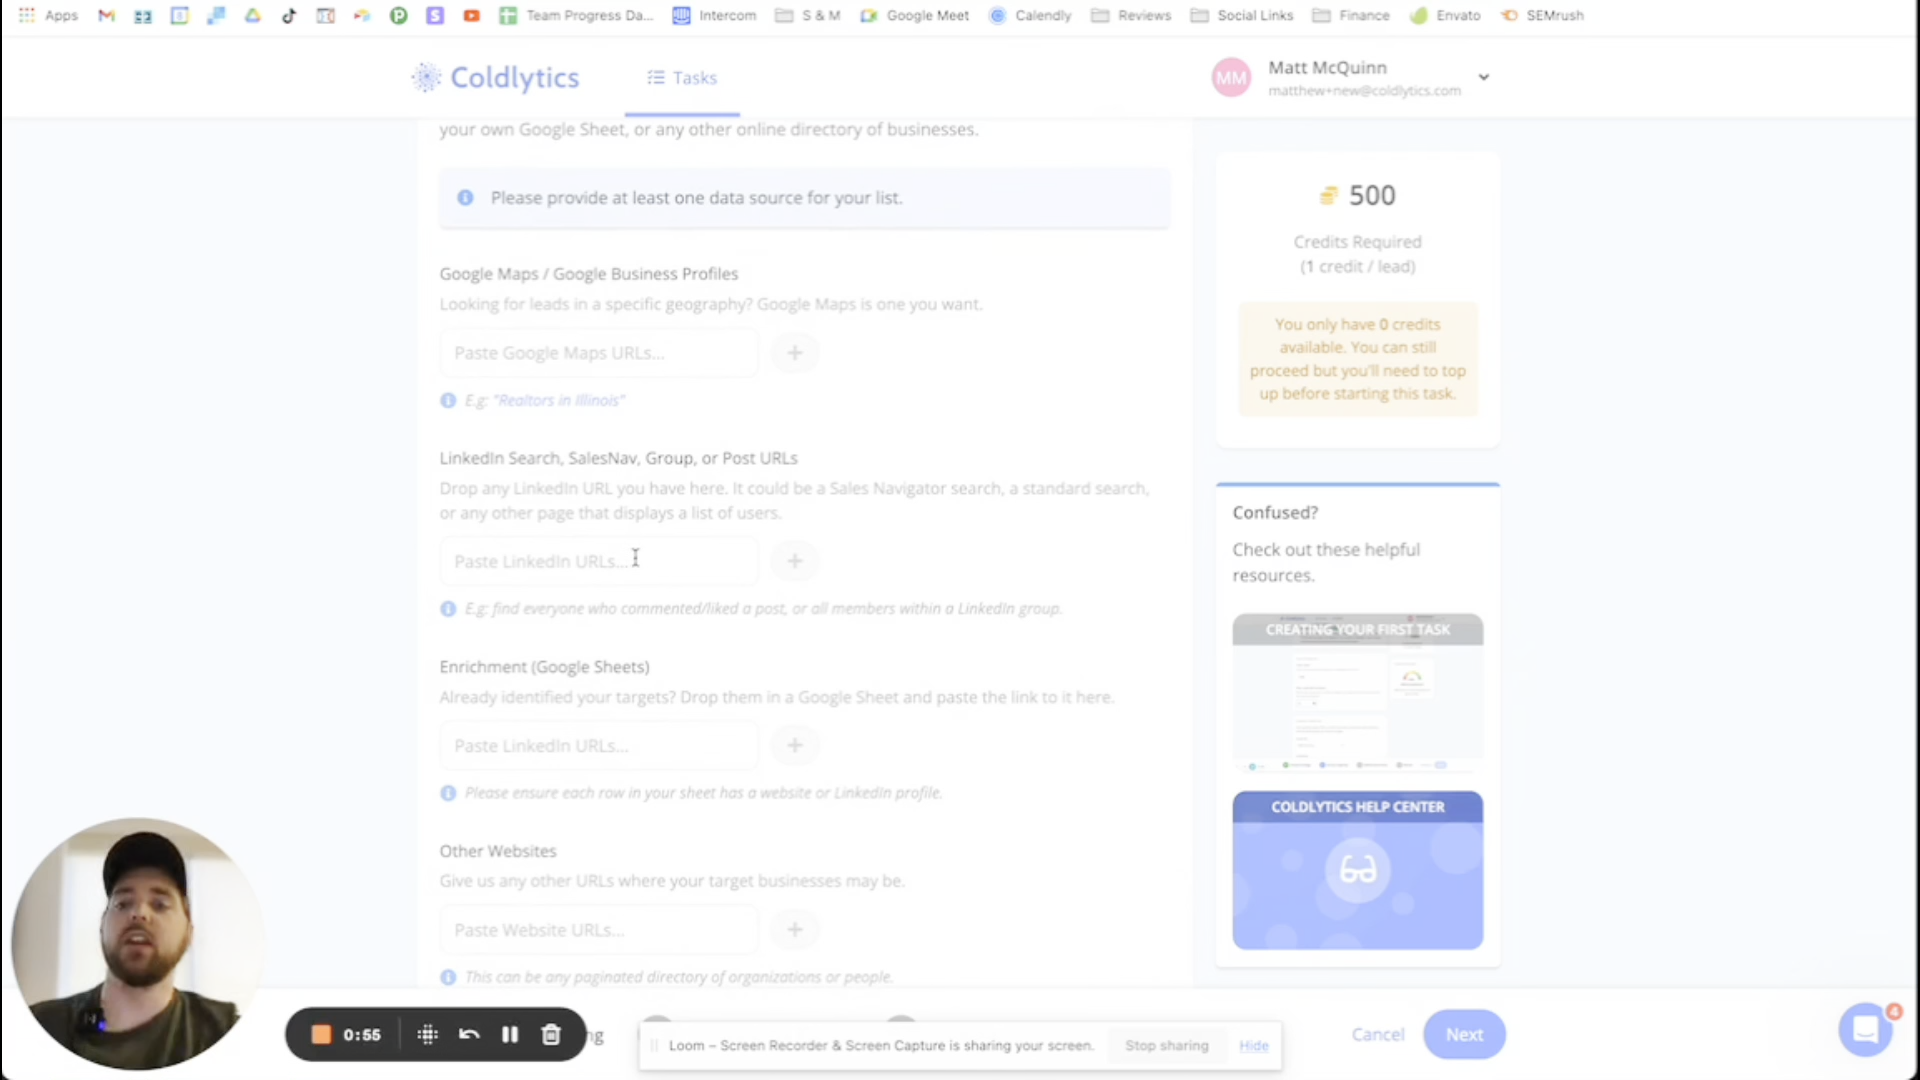 Apps
Team Progress Da...
Intercom
S & M
Google Meet
Calendly
Reviews
Social Links
Finance
Envato
SEMrush
Coldlytics
Tasks
MM
Matt McQuinn
matthew+new@coldlytics.com
your own Google Sheet, or any other online directory of businesses.
Please provide at least one data source for your list.
Google Maps / Google Business Profiles
Looking for leads in a specific geography? Google Maps is one you want.
Paste Google Maps URLs...
E.g: "Realtors in Illinois"
LinkedIn Search, SalesNav, Group, or Post URLs
Drop any LinkedIn URL you have here. It could be a Sales Navigator search, a standard search,
or any other page that displays a list of users.
Paste LinkedIn URLs...
E.g: find everyone who commented/liked a post, or all members within a LinkedIn group.
Enrichment (Google Sheets)
Already identified your targets? Drop them in a Google Sheet and paste the link to it here.
Paste LinkedIn URLs...
Please ensure each row in your sheet has a website or LinkedIn profile.
Other Websites
Give us any other URLs where your target businesses may be.
Paste Website URLs...
This can be any paginated directory of organizations or people.
500
Credits Required
(1 credit / lead)
You only have 0 credits
available. You can still
proceed but you'll need to top
up before starting this task.
Confused?
Check out these helpful
resources.
CREATING YOUR FIRST TASK
COLDLYTICS HELP CENTER
0:55
ng
Loom – Screen Recorder & Screen Capture is sharing your screen.
Stop sharing
Hide
Cancel
Next
4